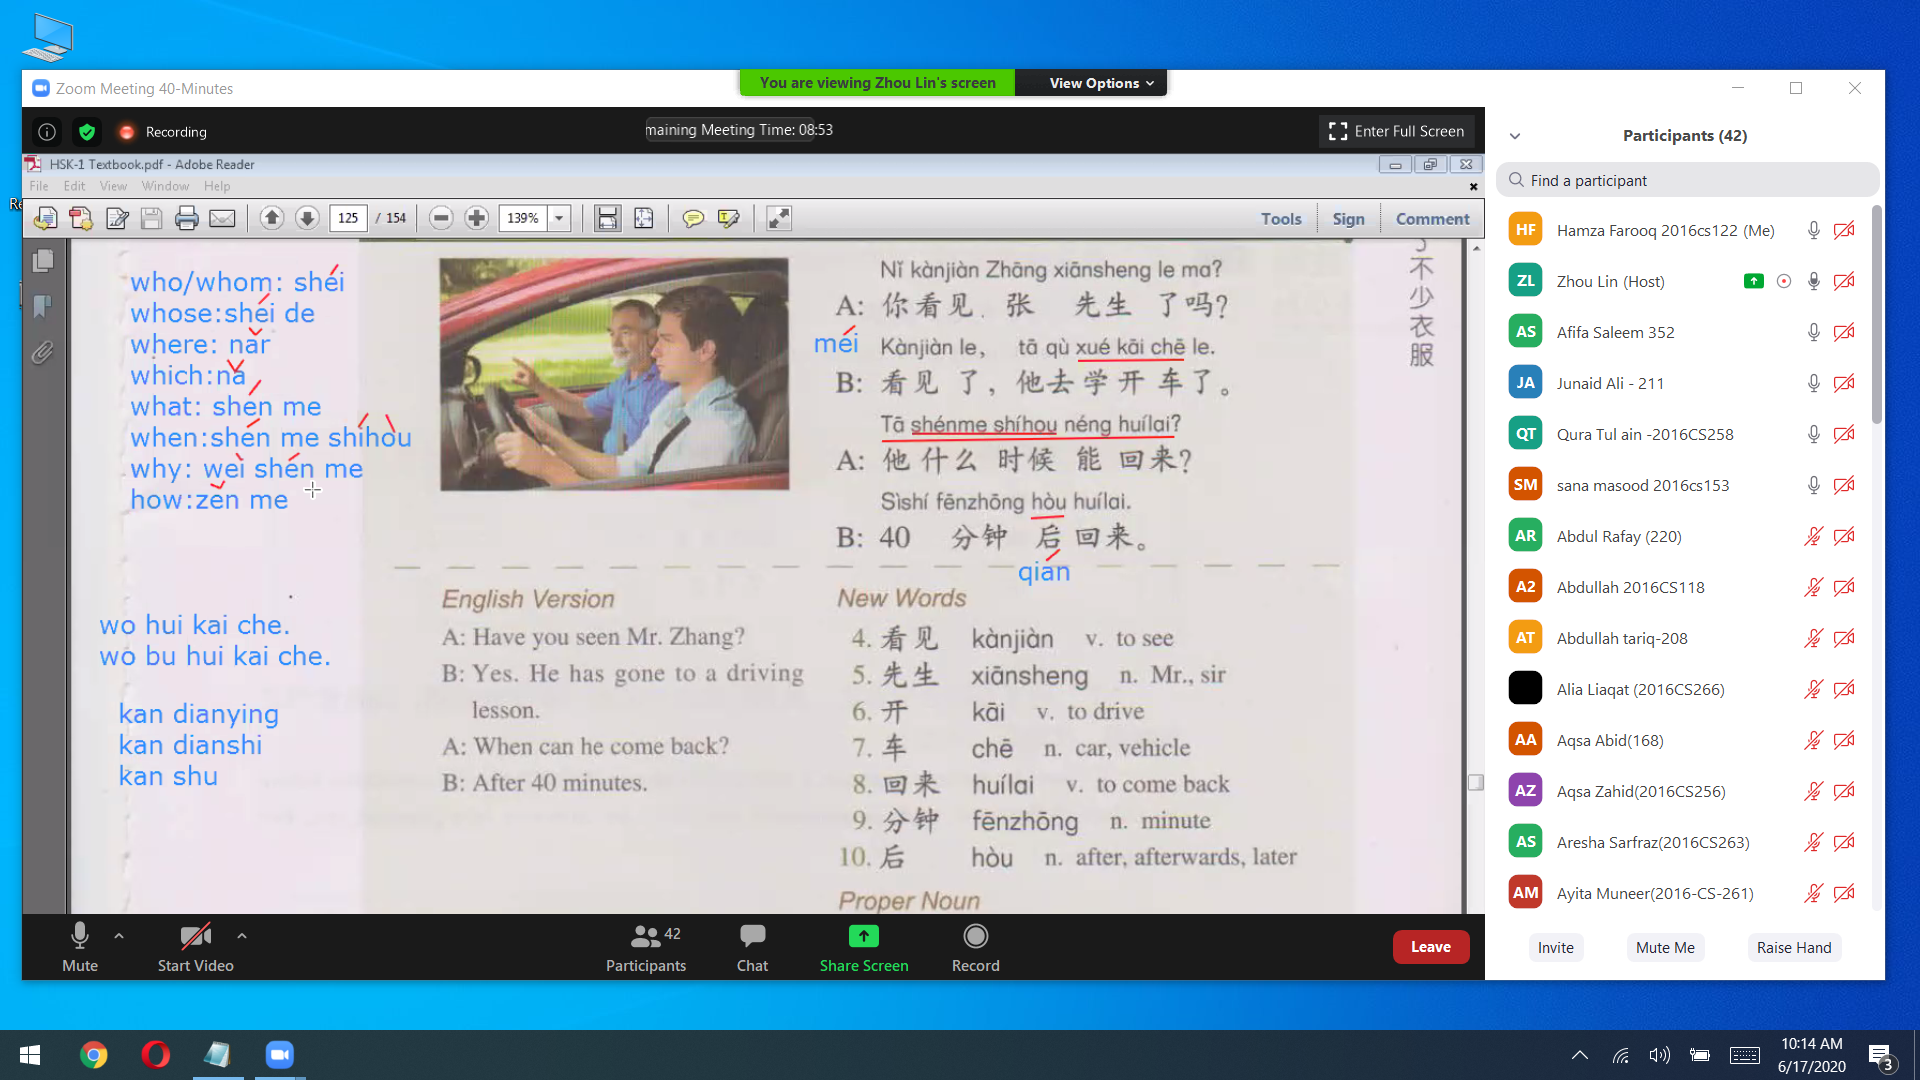 Zoom Meeting 40-Minutes
You are viewing Zhou Lin's screen
View Options
Recording
maining Meeting Time: 08:53
Enter Full Screen
HSK-1 Textbook.pdf - Adobe Reader
File Edit View Window Help
125 / 154
139%
Tools Sign Comment
who/whom: shei
whose:shei de
where: nar
which:na
what: shen me
when:shen me shihou
why: wei shen me
how:zen me
wo hui kai che.
wo bu hui kai che.
kan dianying
kan dianshi
kan shu
Nǐ kànjiàn Zhāng xiānsheng le ma?
A: 你看见 张 先生 了吗?
mei
Kànjiàn le, tā qù xué kāi chē le.
B: 看见了,他去学开车了。
Tā shénme shíhou néng huílai?
A: 他什么时候能回来?
Sìshí fēnzhōng hòu huílai.
B: 40 分钟 后 回来。
qian
不少衣服
English Version
A: Have you seen Mr. Zhang?
B: Yes. He has gone to a driving
lesson.
A: When can he come back?
B: After 40 minutes.
New Words
4. 看见 kànjiàn v. to see
5. 先生 xiānsheng n. Mr., sir
6. 开 kāi v. to drive
7. 车 chē n. car, vehicle
8. 回来 huílai v. to come back
9. 分钟 fēnzhōng n. minute
10. 后 hòu n. after, afterwards, later
Proper Noun
Mute
Start Video
Participants 42
Chat
Share Screen
Record
Leave
Participants (42)
Find a participant
HF Hamza Farooq 2016cs122 (Me)
ZL Zhou Lin (Host)
AS Afifa Saleem 352
JA Junaid Ali - 211
QT Qura Tul ain -2016CS258
SM sana masood 2016cs153
AR Abdul Rafay (220)
A2 Abdullah 2016CS118
AT Abdullah tariq-208
Alia Liaqat (2016CS266)
AA Aqsa Abid(168)
AZ Aqsa Zahid(2016CS256)
AS Aresha Sarfraz(2016CS263)
AM Ayita Muneer(2016-CS-261)
Invite
Mute Me
Raise Hand
10:14 AM
6/17/2020
3